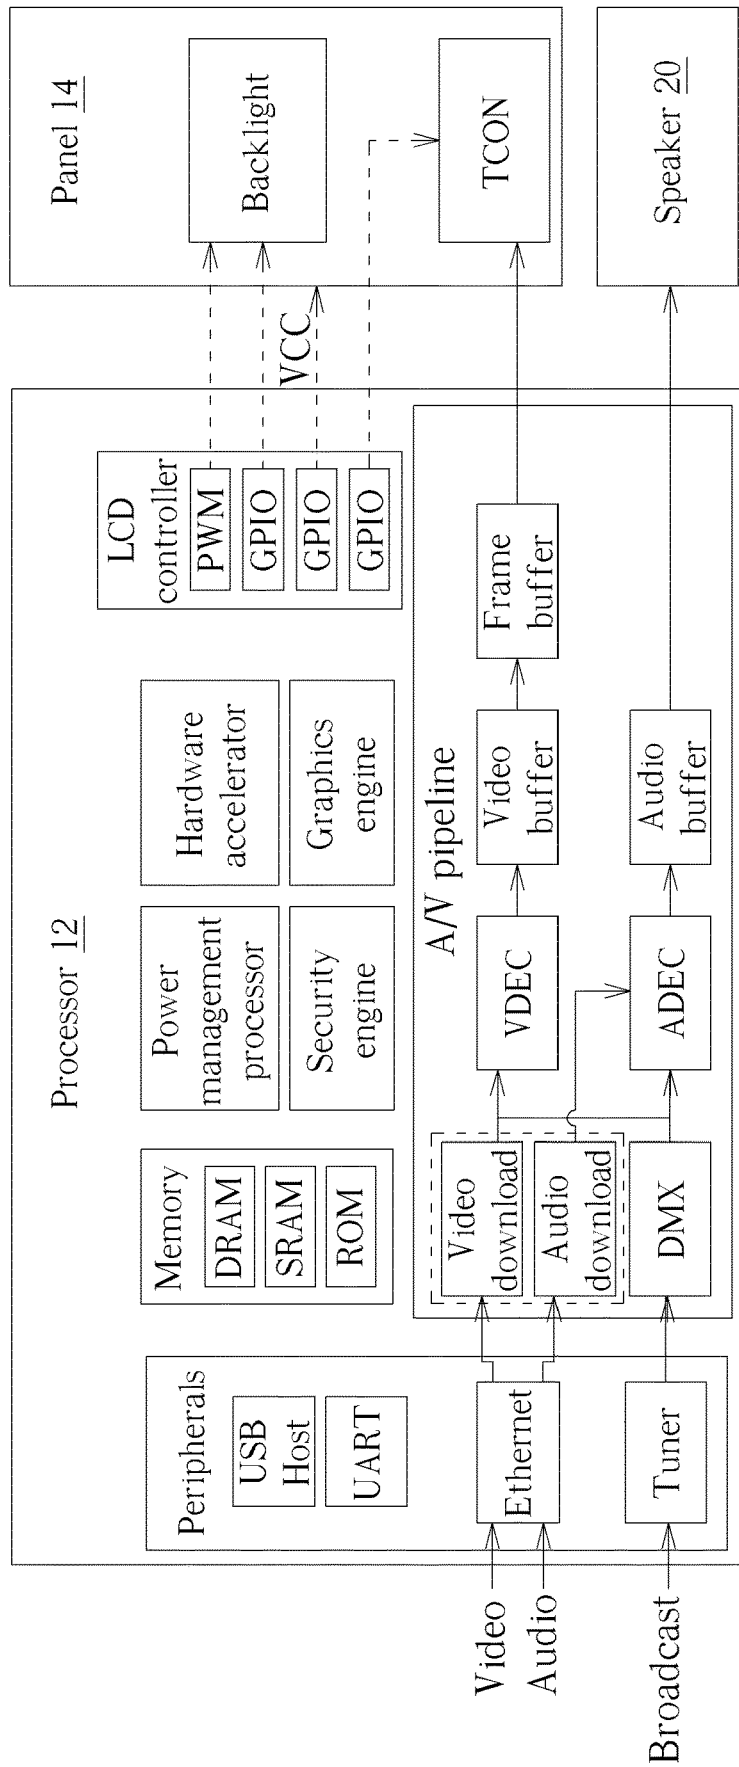 Processor 12
Peripherals
USB
Host
UART
Ethernet
Tuner
Video
Audio
Broadcast
Memory
DRAM
SRAM
ROM
Power
management
processor
Security
engine
Hardware
accelerator
Graphics
engine
LCD
controller
PWM
GPIO
GPIO
GPIO
A/V pipeline
Video
download
Audio
download
DMX
VDEC
ADEC
Video
buffer
Audio
buffer
Frame
buffer
VCC
Panel 14
Backlight
TCON
Speaker 20